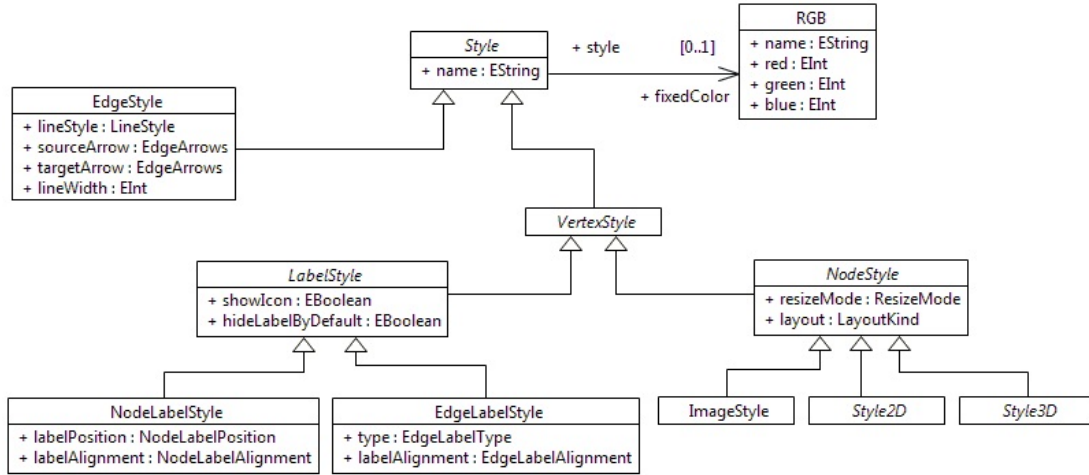 RGB
+ name : EString
+ red : EInt
+ green : EInt
+ blue : EInt
Style
+ name : EString
+ style
[0..1]
+ fixedColor
EdgeStyle
+ lineStyle : LineStyle
+ sourceArrow : EdgeArrows
+ targetArrow : EdgeArrows
+ lineWidth : EInt
VertexStyle
LabelStyle
+ showIcon : EBoolean
+ hideLabelByDefault : EBoolean
NodeStyle
+ resizeMode : ResizeMode
+ layout : LayoutKind
NodeLabelStyle
+ labelPosition : NodeLabelPosition
+ labelAlignment : NodeLabelAlignment
EdgeLabelStyle
+ type : EdgeLabelType
+ labelAlignment : EdgeLabelAlignment
ImageStyle
Style2D
Style3D